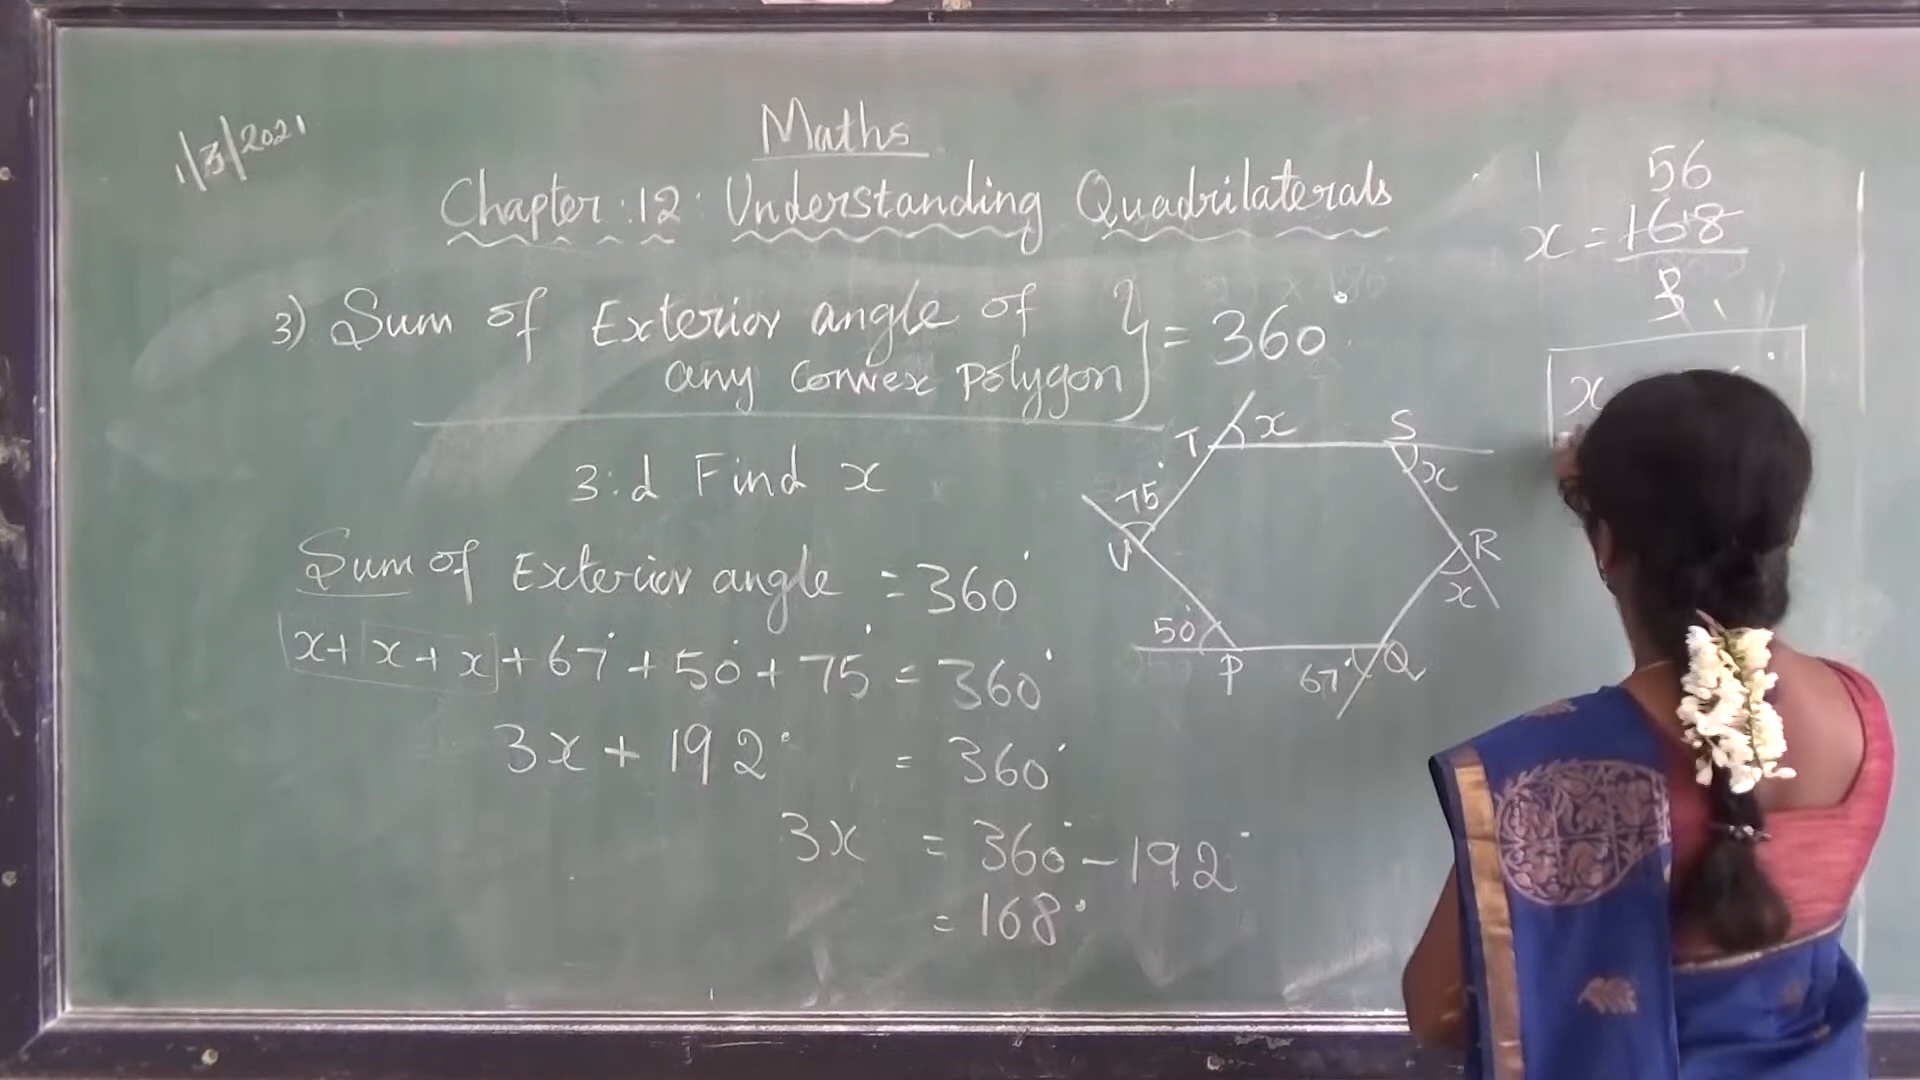 1/3/2021
Maths
Chapter:12: Understanding Quadrilaterals
3) Sum of Exterior angle of
any convex polygon } = 360°
3:d Find x
Sum of Exterior angle = 360°
x + x + x + 67° + 50° + 75° = 360°
3x + 192° = 360°
3x = 360° - 192°
= 168°
T x S
x
75°
U R
x
50°
P 67° Q
56
x = 168
3
x